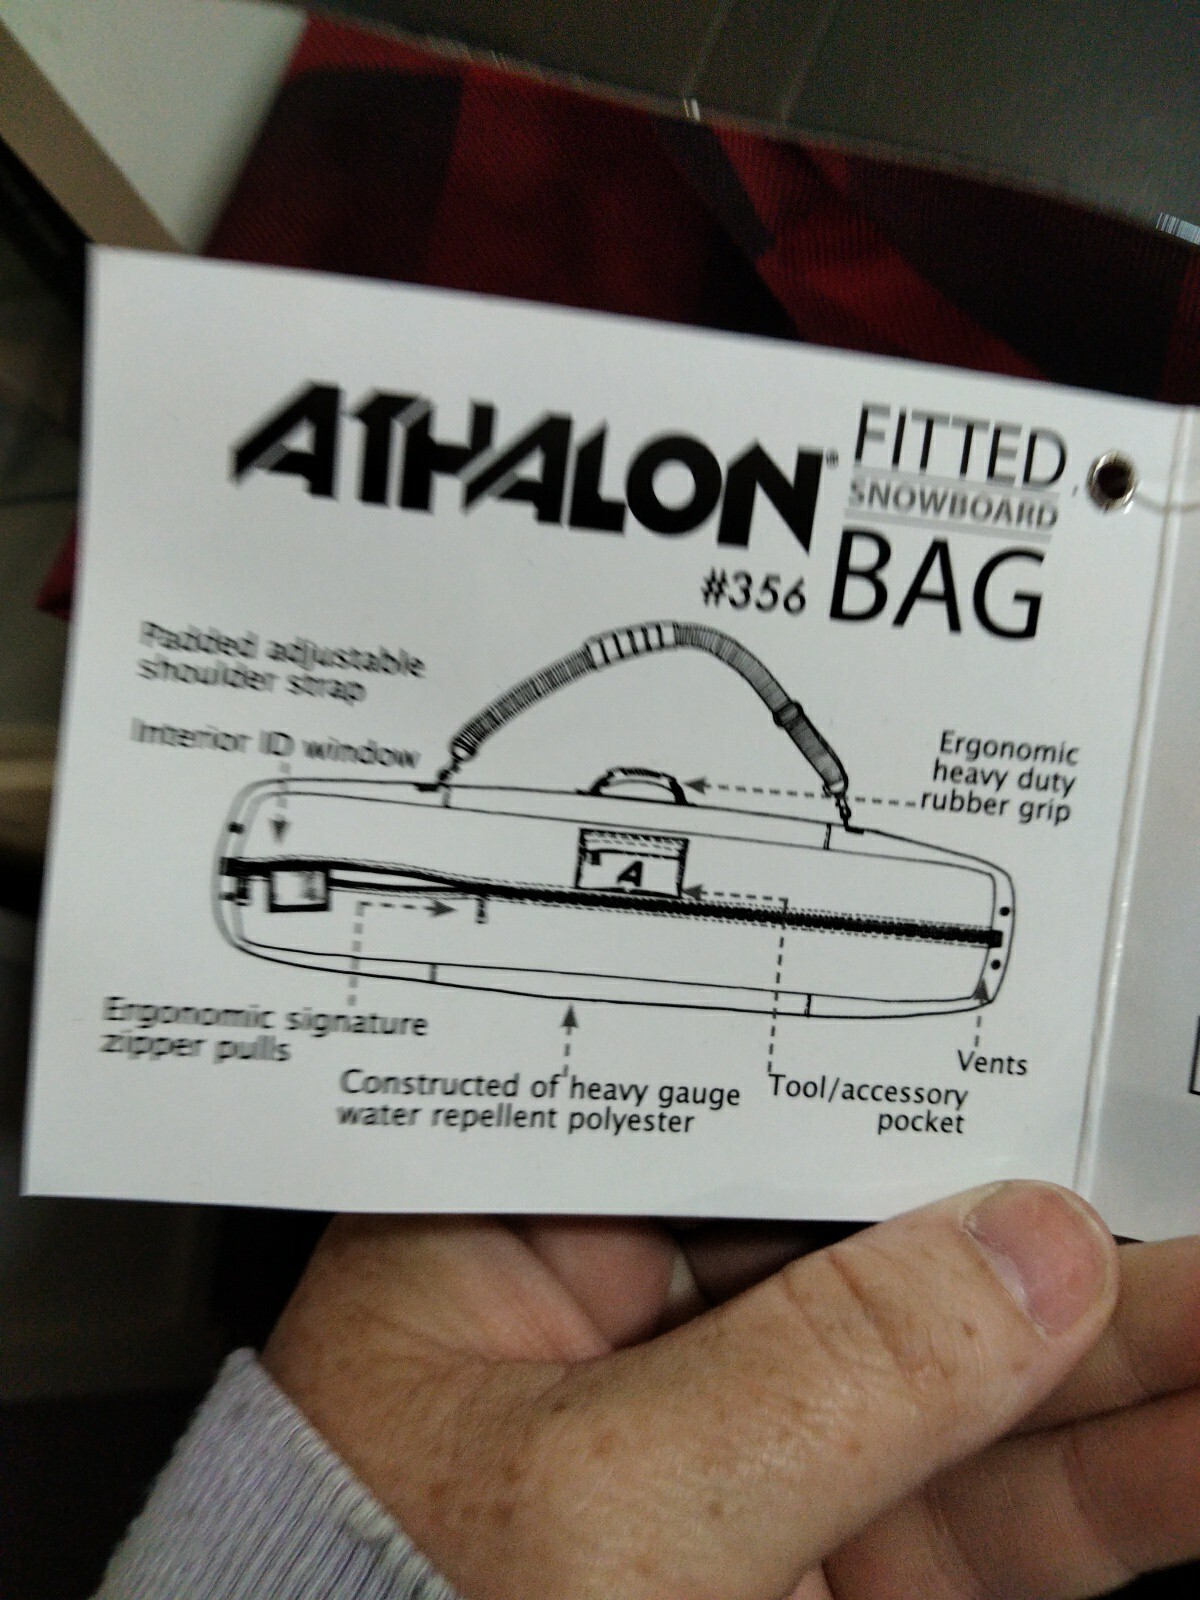 ATHALON® FITTED
SNOWBOARD
#356 BAG
Padded adjustable
shoulder strap
Interior ID window
Ergonomic
heavy duty
rubber grip
A
Ergonomic signature
zipper pulls
Constructed of heavy gauge
water repellent polyester
Tool/accessory
pocket
Vents